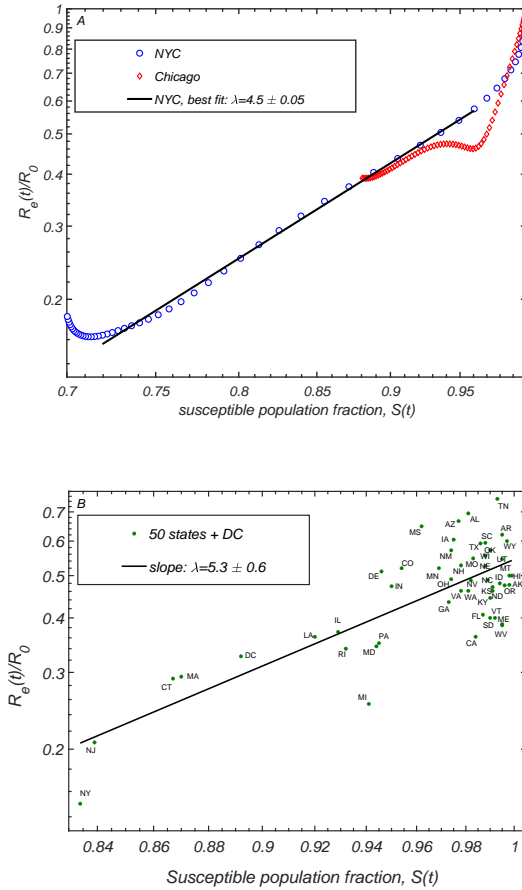 A
NYC
Chicago
NYC, best fit: λ=4.5 ± 0.05
1
0.9
0.8
0.7
0.6
0.5
0.4
0.3
0.2
R_e(t)/R_0
0.7 0.75 0.8 0.85 0.9 0.95
susceptible population fraction, S(t)
B
50 states + DC
slope: λ=5.3 ± 0.6
0.7
0.6
0.5
0.4
0.3
0.2
R_e(t)/R_0
TN
AL
AZ
MS
AR
IA
SC
TX
WY
NM
OK
WI
MO
UT
CO
NH
NE
MT
DE
MN
ID
HI
IN
OH
NV
NC
AK
VA
WA
KS
OR
GA
KY
ND
IL
FL
VT
LA
SD
ME
PA
CA
WV
RI
MD
DC
MA
CT
MI
NJ
NY
0.84 0.86 0.88 0.9 0.92 0.94 0.96 0.98 1
Susceptible population fraction, S(t)